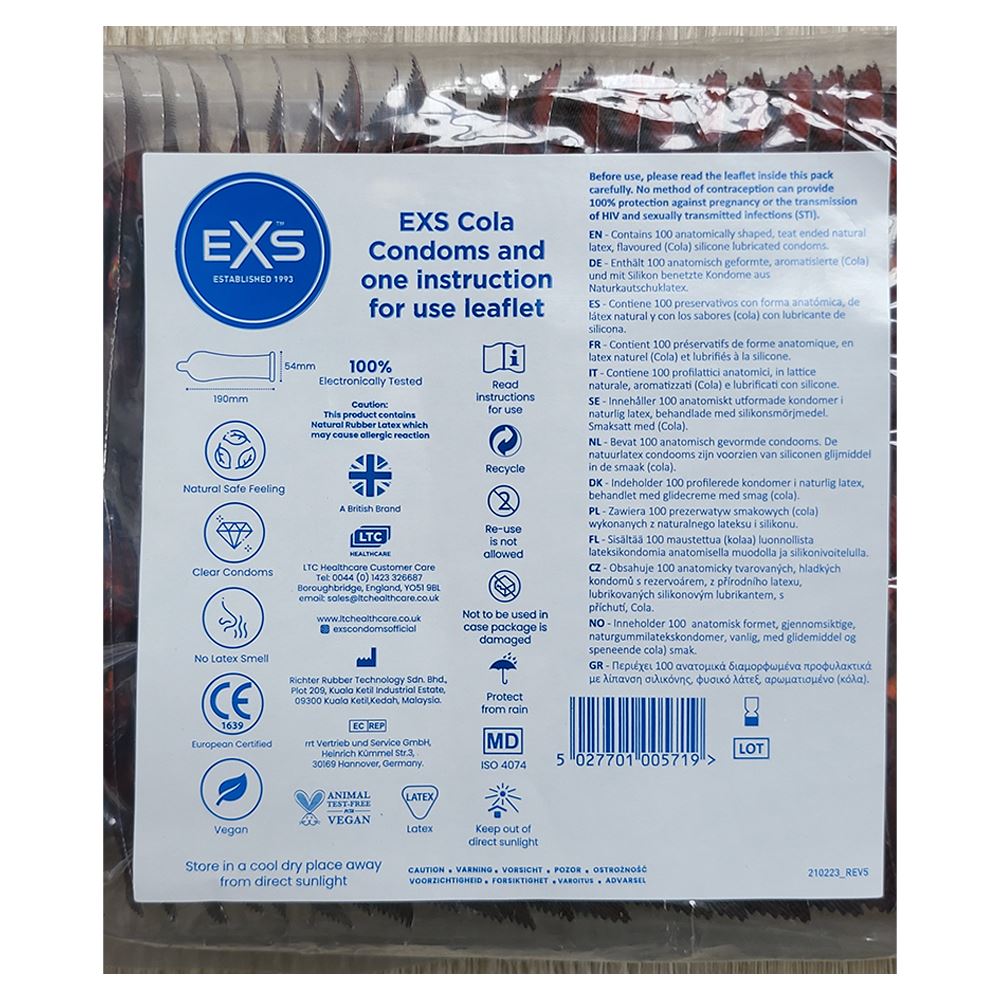 EXS™
ESTABLISHED 1993
EXS Cola
Condoms and
one instruction
for use leaflet
54mm
190mm
100%
Electronically Tested
Caution:
This product contains
Natural Rubber Latex which
may cause allergic reaction
Natural Safe Feeling
A British Brand
LTC
HEALTHCARE
Clear Condoms
LTC Healthcare Customer Care
Tel: 0044 (0) 1423 326687
Boroughbridge, England, YO51 9BL
email: sales@ltchealthcare.co.uk
www.ltchealthcare.co.uk
exscondomsofficial
No Latex Smell
Richter Rubber Technology Sdn. Bhd.,
Plot 209, Kuala Ketil Industrial Estate,
09300 Kuala Ketil,Kedah, Malaysia.
CE
1639
European Certified
EC REP
rrt Vertrieb und Service GmbH,
Heinrich Kümmel Str.3,
30169 Hannover, Germany.
Vegan
ANIMAL
TEST-FREE
PETA
VEGAN
LATEX
Latex
Read
instructions
for use
Recycle
2
Re-use
is not
allowed
Not to be used in
case package is
damaged
Protect
from rain
MD
ISO 4074
Keep out of
direct sunlight
Store in a cool dry place away
from direct sunlight
CAUTION • VARNING • VORSICHT • POZOR • OSTROŻNOŚĆ
VOORZICHTIGHEID • FORSIKTIGHET • VAROITUS • ADVARSEL
Before use, please read the leaflet inside this pack
carefully. No method of contraception can provide
100% protection against pregnancy or the transmission
of HIV and sexually transmitted infections (STI).
EN - Contains 100 anatomically shaped, teat ended natural
latex, flavoured (Cola) silicone lubricated condoms.
DE - Enthält 100 anatomisch geformte, aromatisierte (Cola)
und mit Silikon benetzte Kondome aus
Naturkautschuklatex.
ES - Contiene 100 preservativos con forma anatómica, de
látex natural y con los sabores (cola) con lubricante de
silicona.
FR - Contient 100 préservatifs de forme anatomique, en
latex naturel (Cola) et lubrifiés à la silicone.
IT - Contiene 100 profilattici anatomici, in lattice
naturale, aromatizzati (Cola) e lubrificati con silicone.
SE - Innehåller 100 anatomiskt utformade kondomer i
naturlig latex, behandlade med silikonsmörjmedel.
Smaksatt med (Cola).
NL - Bevat 100 anatomisch gevormde condooms. De
natuurlatex condooms zijn voorzien van siliconen glijmiddel
in de smaak (cola).
DK - Indeholder 100 profilerede kondomer i naturlig latex,
behandlet med glidecreme med smag (cola).
PL - Zawiera 100 prezerwatyw smakowych (cola)
wykonanych z naturalnego lateksu i silikonu.
FL - Sisältää 100 maustettua (kolaa) luonnollista
lateksikondomia anatomisella muodolla ja silikonivoitelulla.
CZ - Obsahuje 100 anatomicky tvarovaných, hladkých
kondomů s rezervoárem, z přírodního latexu,
lubrikovaných silikonovým lubrikantem, s
příchutí, Cola.
NO - Inneholder 100 anatomisk formet, gjennomsiktige,
naturgummilatekskondomer, vanlig, med glidemiddel og
speneende cola) smak.
GR - Περιέχει 100 ανατομικά διαμορφωμένα προφυλακτικά
με λίπανση σιλικόνης, φυσικό λάτεξ, αρωματισμένο (κόλα).
5 027701 005719 >
LOT
210223_REV5